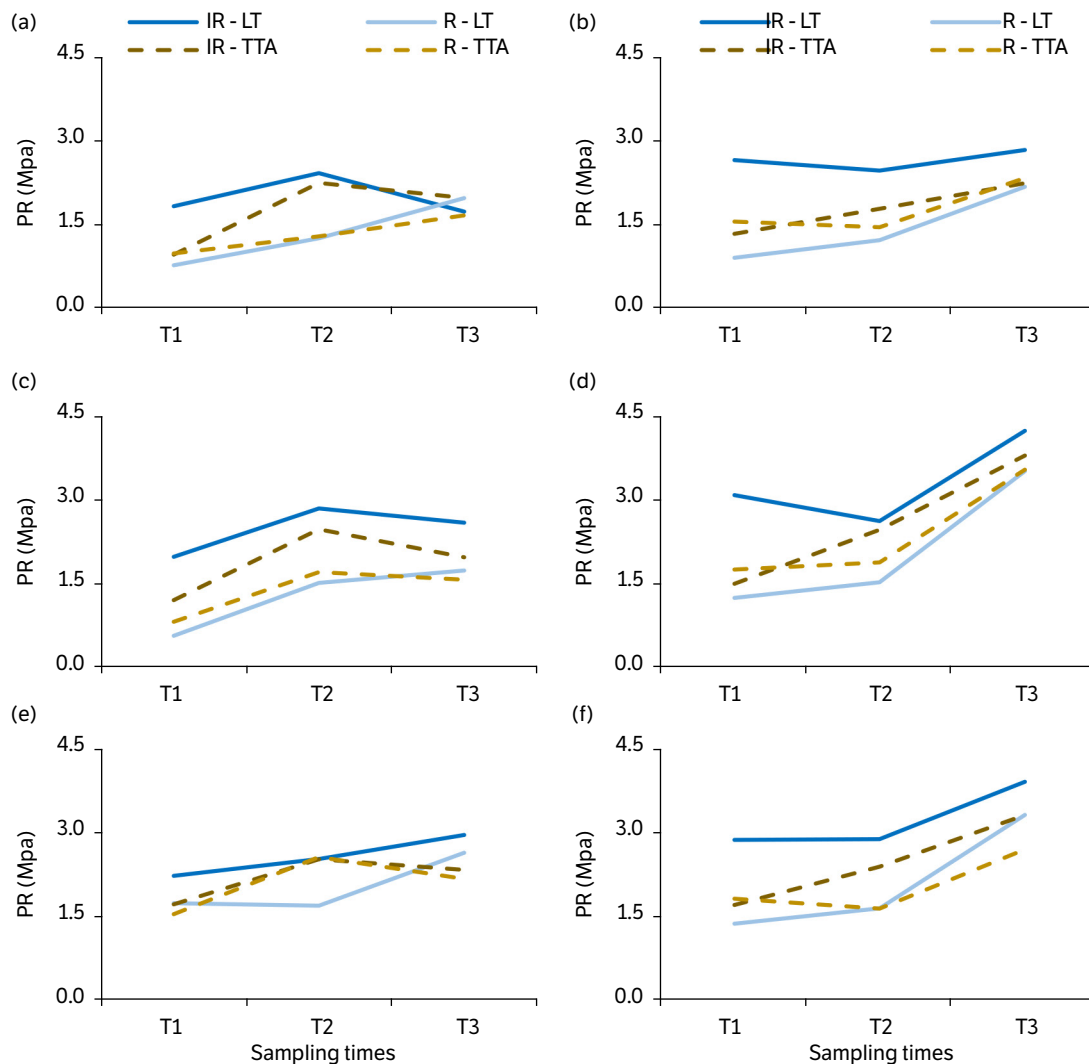 (a)
IR - LT
R - LT
IR - TTA
R - TTA
4.5
3.0
1.5
0.0
PR (Mpa)
T1
T2
T3
(b)
IR - LT
R - LT
IR - TTA
R - TTA
4.5
3.0
1.5
0.0
PR (Mpa)
T1
T2
T3
(c)
4.5
3.0
1.5
0.0
PR (Mpa)
T1
T2
T3
(d)
4.5
3.0
1.5
0.0
PR (Mpa)
T1
T2
T3
(e)
4.5
3.0
1.5
0.0
PR (Mpa)
T1
T2
T3
Sampling times
(f)
4.5
3.0
1.5
0.0
PR (Mpa)
T1
T2
T3
Sampling times